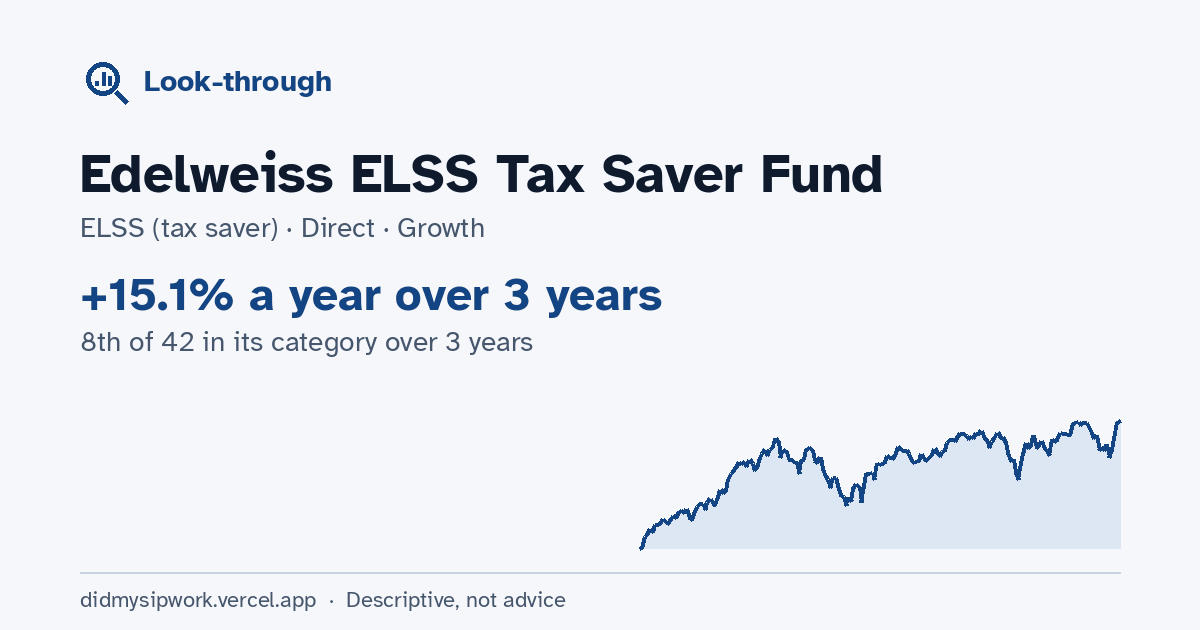 Look-through
Edelweiss ELSS Tax Saver Fund
ELSS (tax saver) · Direct · Growth
+15.1% a year over 3 years
8th of 42 in its category over 3 years
didmysipwork.vercel.app · Descriptive, not advice